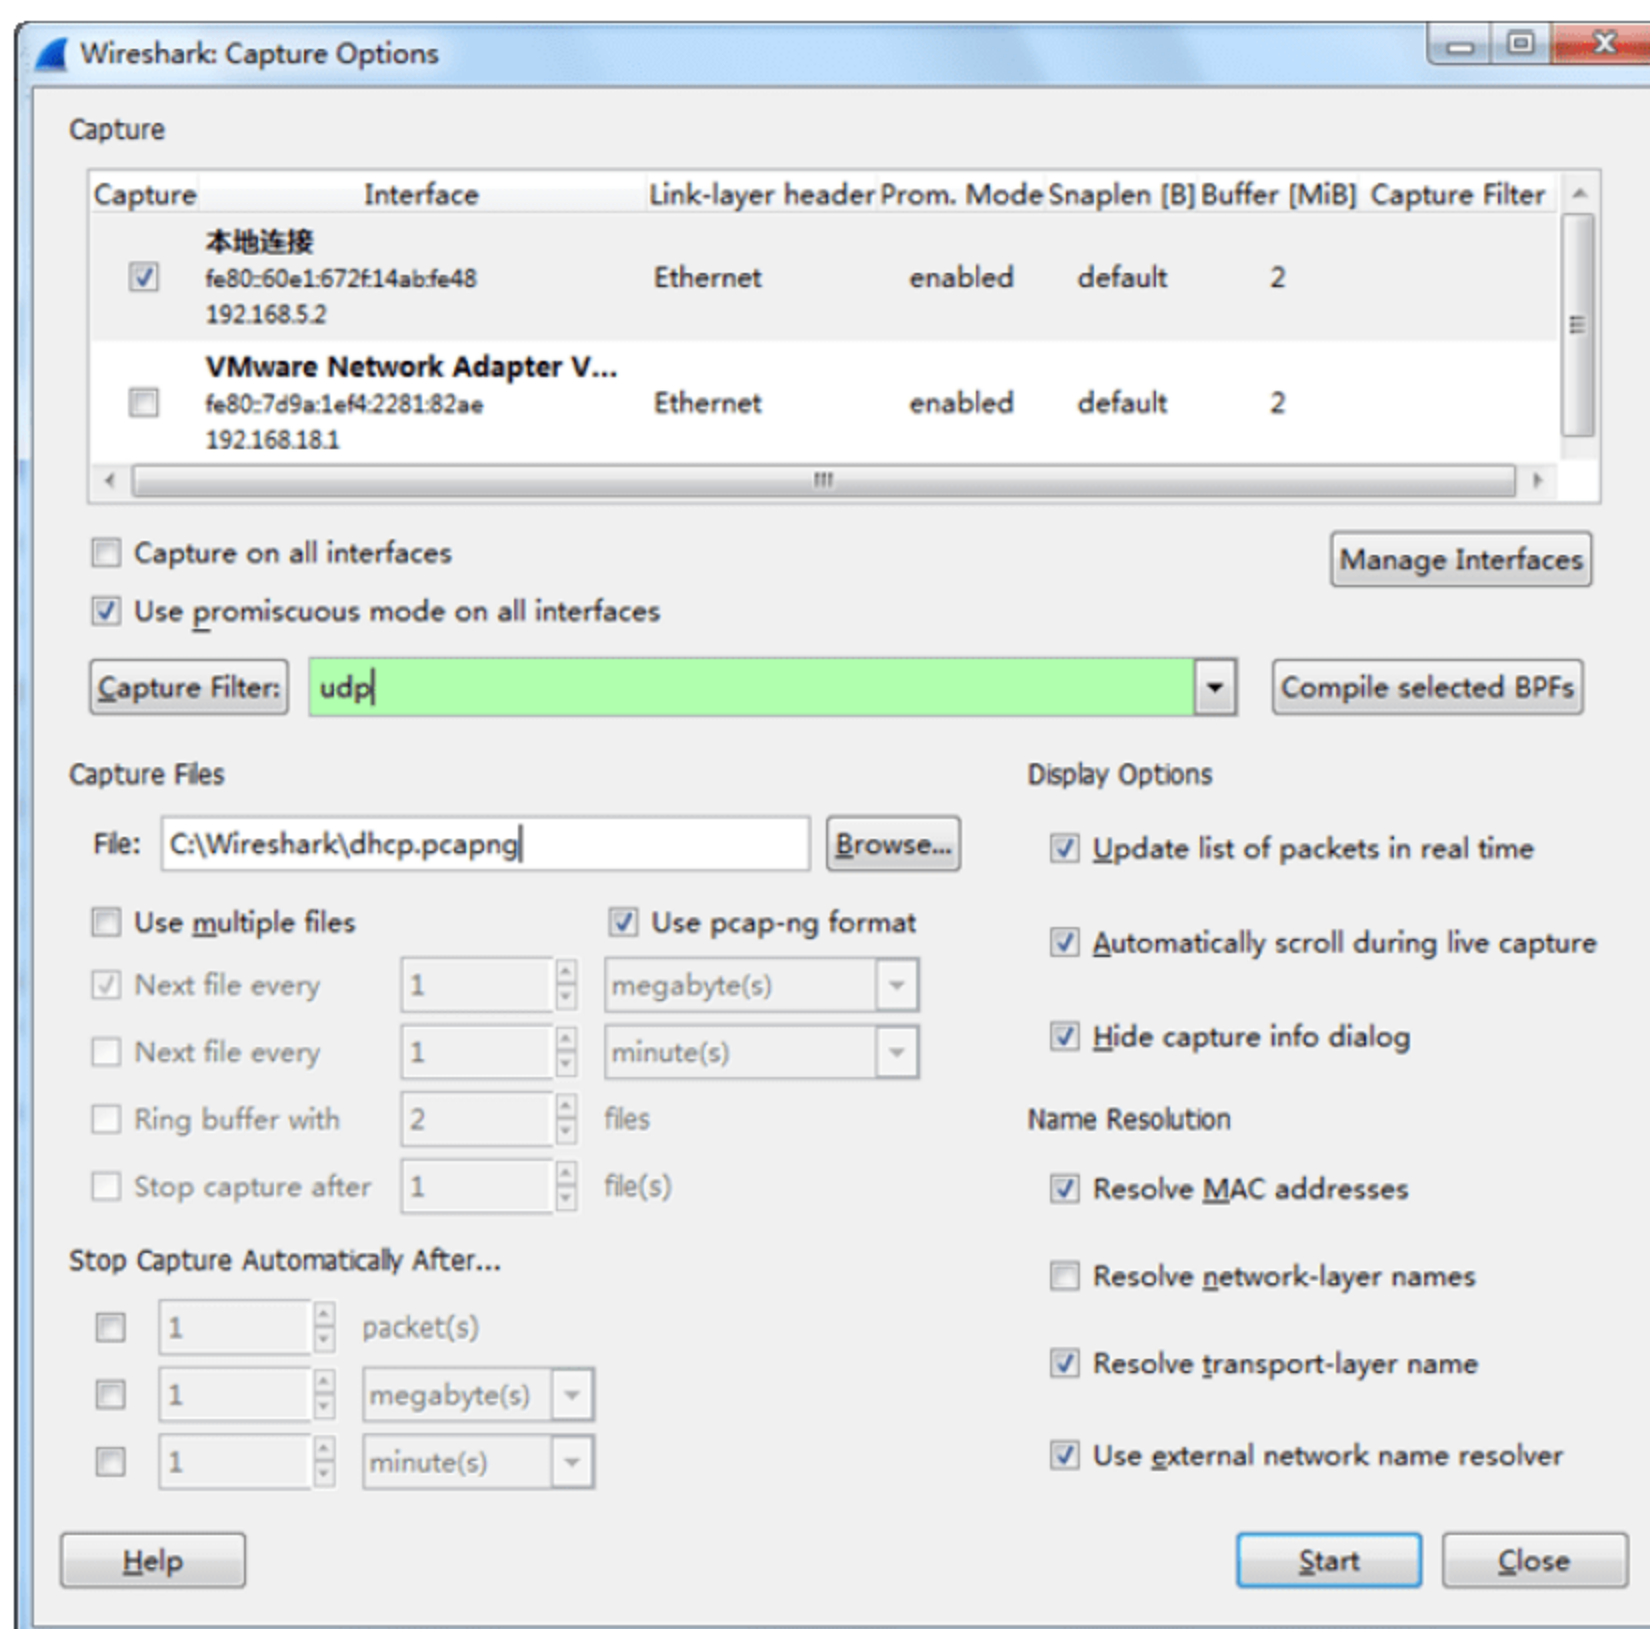 Wireshark: Capture Options
Capture
Capture Interface Link-layer header Prom. Mode Snaplen [B] Buffer [MiB] Capture Filter
本地连接
fe80::60e1:672f:14ab:fe48 Ethernet enabled default 2
192.168.5.2
VMware Network Adapter V...
fe80::7d9a:1ef4:2281:82ae Ethernet enabled default 2
192.168.18.1
Capture on all interfaces
Manage Interfaces
Use promiscuous mode on all interfaces
Capture Filter: udp Compile selected BPFs
Capture Files
File: C:\Wireshark\dhcp.pcapng Browse...
Use multiple files Use pcap-ng format
Next file every 1 megabyte(s)
Next file every 1 minute(s)
Ring buffer with 2 files
Stop capture after 1 file(s)
Stop Capture Automatically After...
1 packet(s)
1 megabyte(s)
1 minute(s)
Display Options
Update list of packets in real time
Automatically scroll during live capture
Hide capture info dialog
Name Resolution
Resolve MAC addresses
Resolve network-layer names
Resolve transport-layer name
Use external network name resolver
Help Start Close